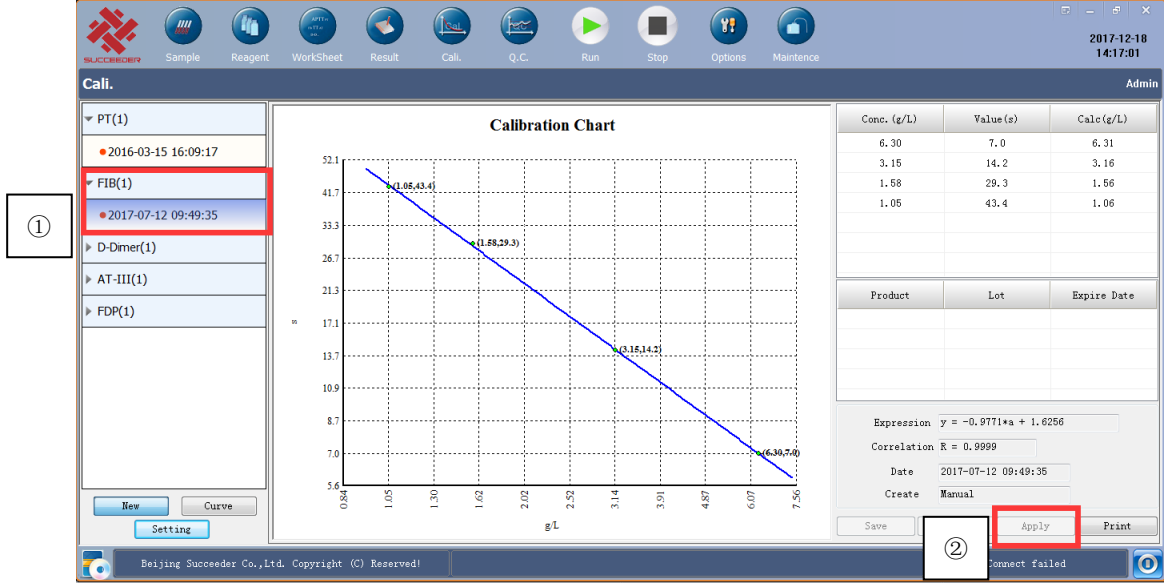 SUCCEEDER
Sample Reagent WorkSheet Result Cali. Q.C. Run Stop Options Maintence
2017-12-18
14:17:01
Cali.
Admin
PT(1)
2016-03-15 16:09:17
FIB(1)
2017-07-12 09:49:35
D-Dimer(1)
AT-III(1)
FDP(1)
①
New Curve
Setting
Calibration Chart
52.1
41.7
33.3
26.7
21.3
17.1
13.7
10.9
8.7
7.0
5.6
s
(1.05,43.4)
(1.58,29.3)
(3.15,14.2)
(6.30,7.0)
0.84 1.05 1.30 1.62 2.02 2.52 3.14 3.91 4.87 6.07 7.56
g/L
Conc.(g/L) Value(s) Calc(g/L)
6.30 7.0 6.31
3.15 14.2 3.16
1.58 29.3 1.56
1.05 43.4 1.06
Product Lot Expire Date
Expression y = -0.9771*a + 1.6256
Correlation R = 0.9999
Date 2017-07-12 09:49:35
Create Manual
Save Apply Print
②
Beijing Succeeder Co.,Ltd. Copyright (C) Reserved!
Connect failed